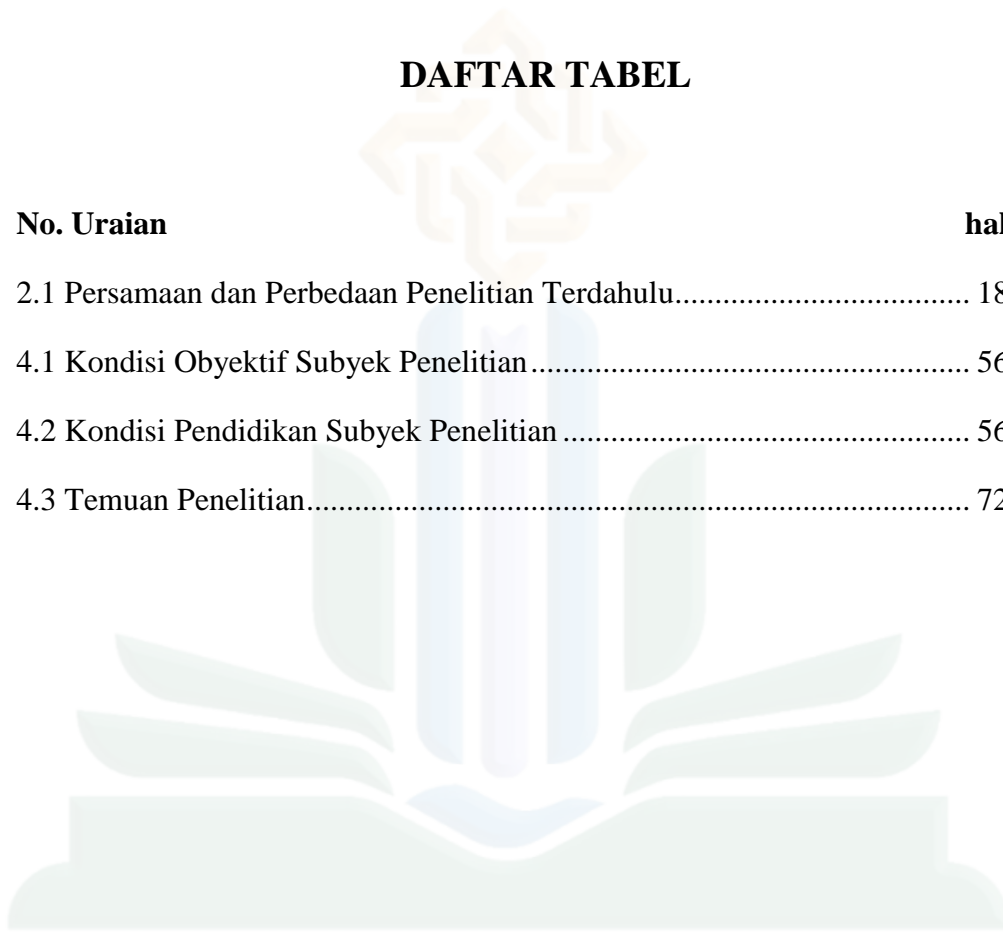 DAFTAR TABEL
No. Uraian hal
2.1 Persamaan dan Perbedaan Penelitian Terdahulu.................................... 18
4.1 Kondisi Obyektif Subyek Penelitian..................................................... 56
4.2 Kondisi Pendidikan Subyek Penelitian ................................................. 56
4.3 Temuan Penelitian................................................................................. 72